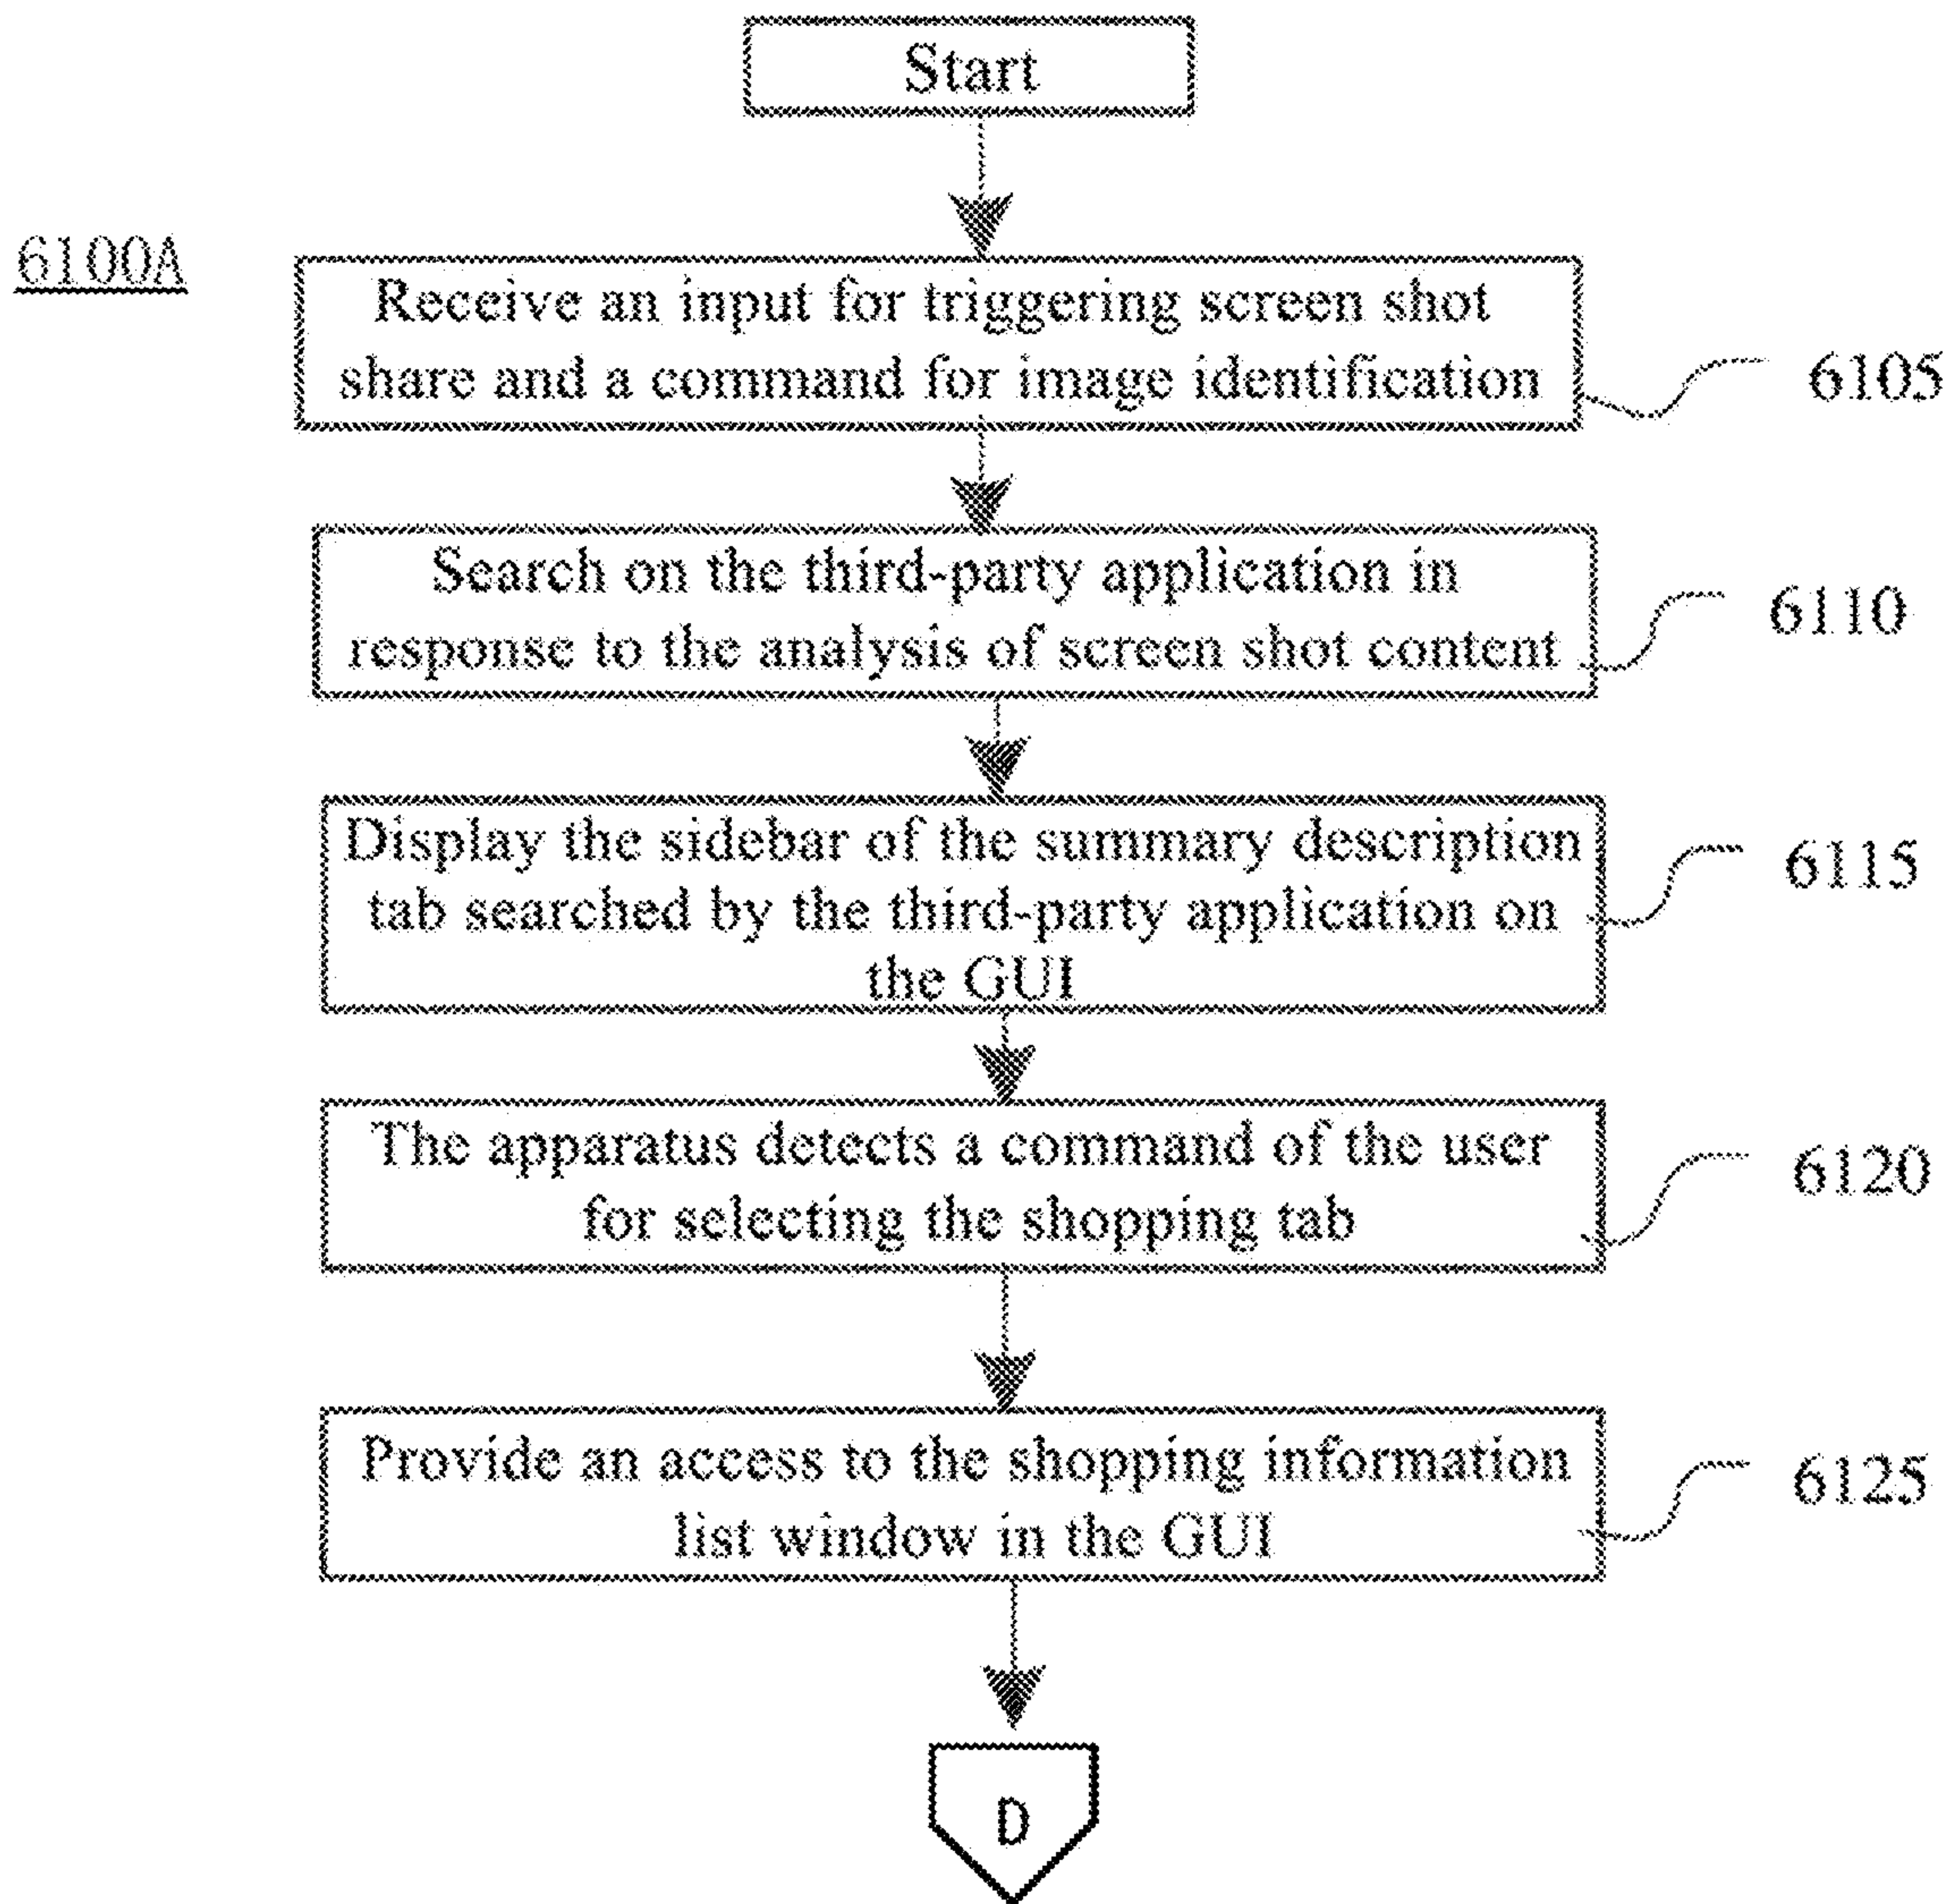 Start
6100A
Receive an input for triggering screen shot
share and a command for image identification
6105
Search on the third-party application in
response to the analysis of screen shot content
6110
Display the sidebar of the summary description
tab searched by the third-party application on
the GUI
6115
The apparatus detects a command of the user
for selecting the shopping tab
6120
Provide an access to the shopping information
list window in the GUI
6125
D